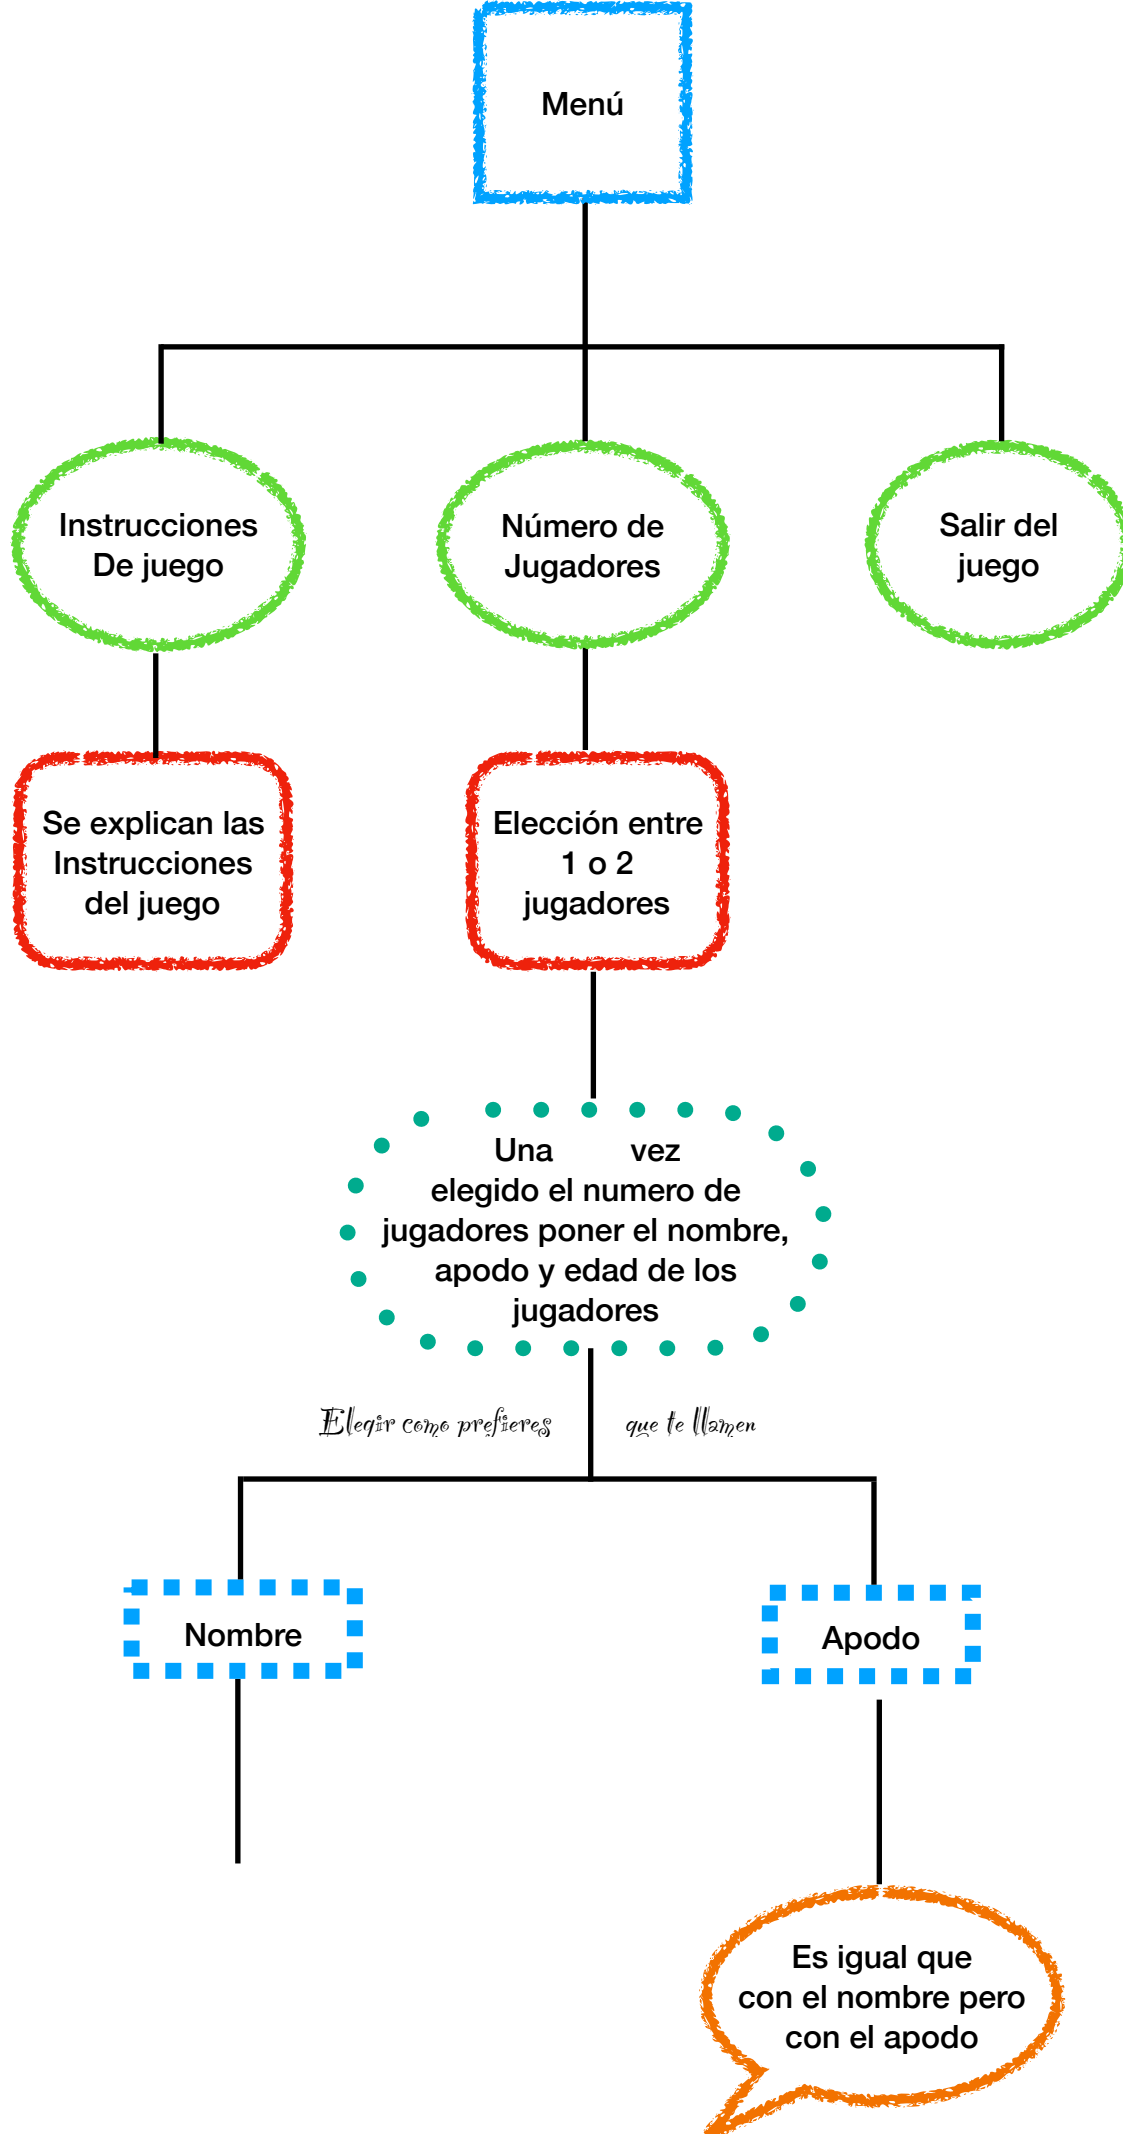 Menú
Instrucciones
De juego
Número de
Jugadores
Salir del
juego
Se explican las
Instrucciones
del juego
Elección entre
1 o 2
jugadores
Una vez
elegido el numero de
jugadores poner el nombre,
apodo y edad de los
jugadores
Elegir como prefieres que te llamen
Nombre
Apodo
Es igual que
con el nombre pero
con el apodo